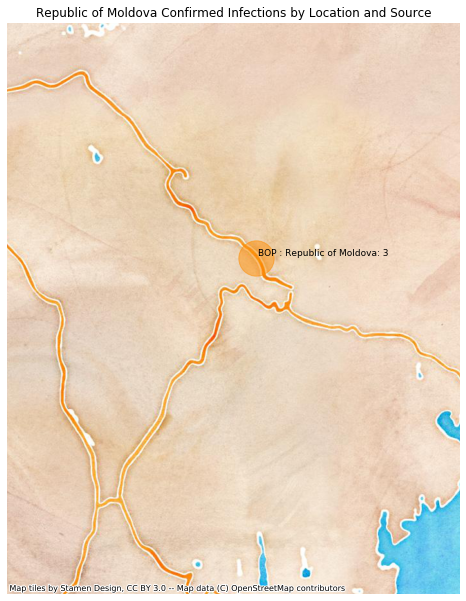 Republic of Moldova Confirmed Infections by Location and Source
BOP : Republic of Moldova: 3
Map tiles by Stamen Design, CC BY 3.0 -- Map data (C) OpenStreetMap contributors